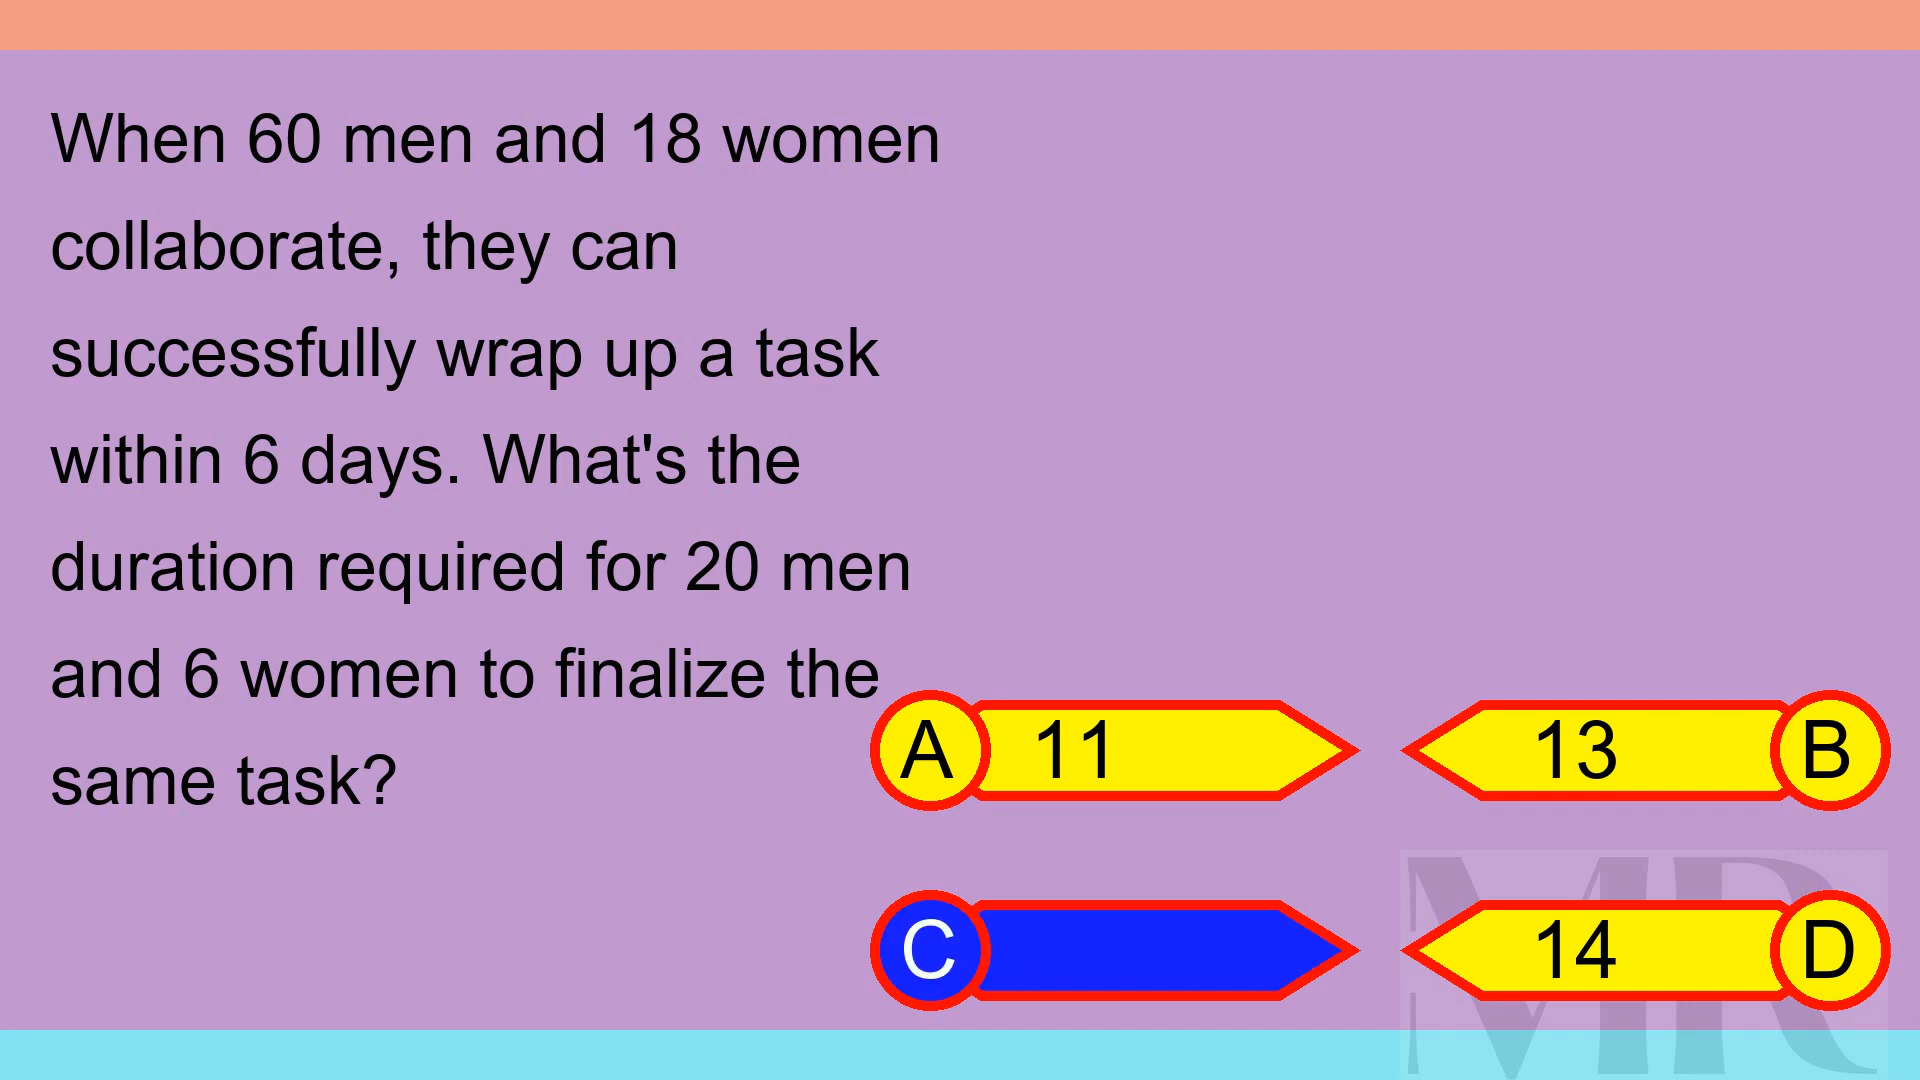 When 60 men and 18 women
collaborate, they can
successfully wrap up a task
within 6 days. What's the
duration required for 20 men
and 6 women to finalize the
same task?
A 11
13 B
C
14 D
MR